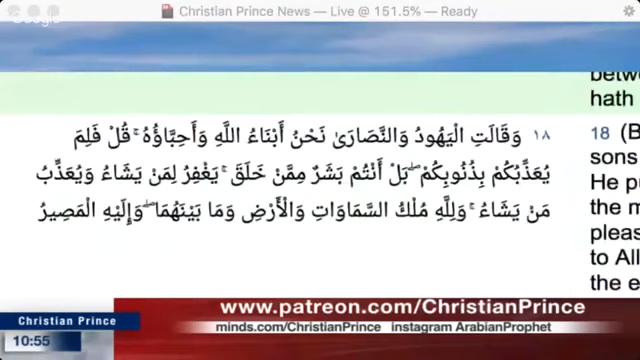 Christian Prince News — Live @ 151.5% — Ready
Google
betwe
hath
١٨ وَقَالَتِ الْيَهُودُ وَالنَّصَارَىٰ نَحْنُ أَبْنَاءُ اللَّهِ وَأَحِبَّاؤُهُ ۚ قُلْ فَلِمَ
يُعَذِّبُكُمْ بِذُنُوبِكُمْ ۖ بَلْ أَنْتُمْ بَشَرٌ مِمَّنْ خَلَقَ ۚ يَغْفِرُ لِمَنْ يَشَاءُ وَيُعَذِّبُ
مَنْ يَشَاءُ ۚ وَلِلَّهِ مُلْكُ السَّمَاوَاتِ وَالْأَرْضِ وَمَا بَيْنَهُمَا ۖ وَإِلَيْهِ الْمَصِيرُ
18 (B
sons
He pu
the m
pleas
to All
the e
www.patreon.com/ChristianPrince
Christian Prince
minds.com/ChristianPrince instagram ArabianProphet
10:55